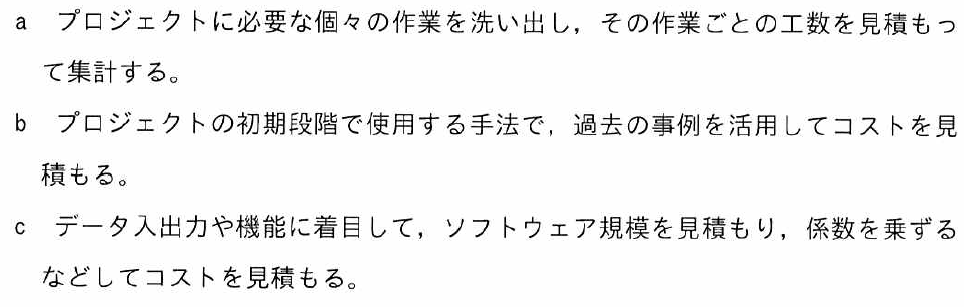 a　プロジェクトに必要な個々の作業を洗い出し，その作業ごとの工数を見積もっ
て集計する。
b　プロジェクトの初期段階で使用する手法で，過去の事例を活用してコストを見
積もる。
c　データ入出力や機能に着目して，ソフトウェア規模を見積もり，係数を乗ずる
などしてコストを見積もる。